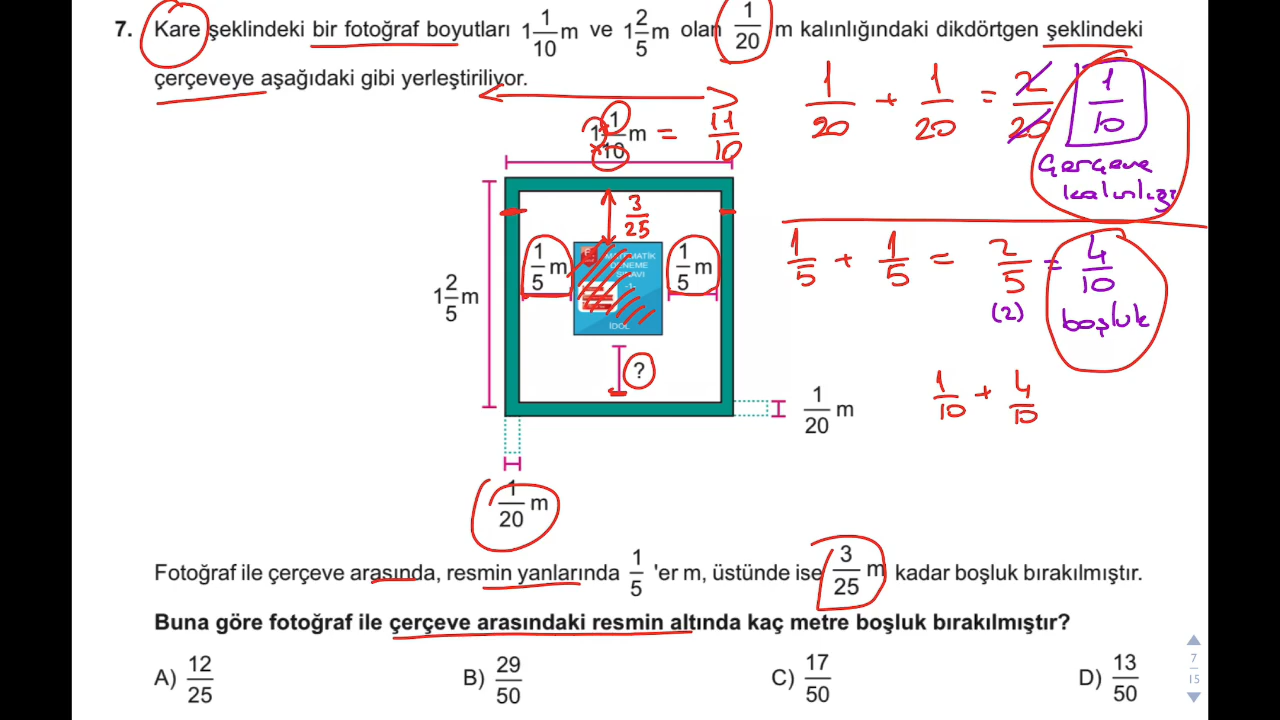 7. Kare şeklindeki bir fotoğraf boyutları 1 1/10 m ve 1 2/5 m olan 1/20 m kalınlığındaki dikdörtgen şeklindeki
çerçeveye aşağıdaki gibi yerleştiriliyor.
1/20 + 1/20 = 2/20 1/10
çerçeve
kalınlığı
1 1/10 m = 11/10
3/25
1/5 + 1/5 = 2/5 = 4/10
(2) boşluk
1/5 m
MATEMATİK
DENEME
SINAVI
-1-
İDOL
1/5 m
1 2/5 m
?
1/10 + 4/10
1/20 m
1/20 m
Fotoğraf ile çerçeve arasında, resmin yanlarında 1/5 'er m, üstünde ise 3/25 m kadar boşluk bırakılmıştır.
Buna göre fotoğraf ile çerçeve arasındaki resmin altında kaç metre boşluk bırakılmıştır?
A) 12/25 B) 29/50 C) 17/50 D) 13/50
7
15